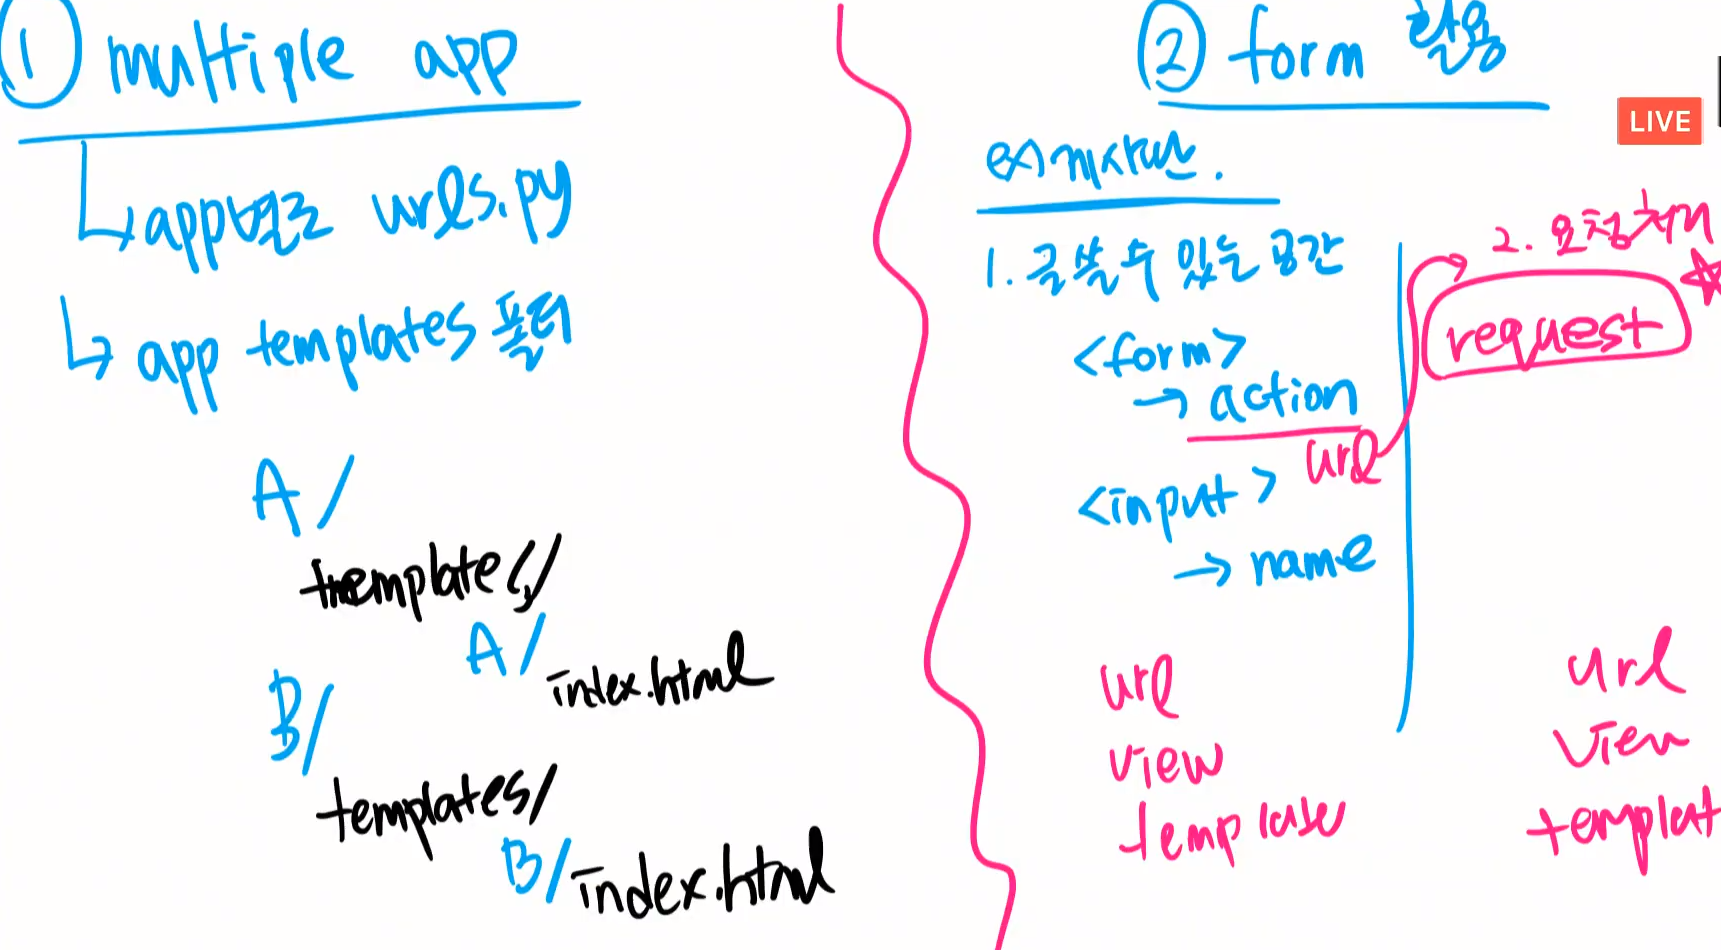 ① multiple app
↳ app별로 urls.py
↳ app templates 폴더
A/
templates/
A/
index.html
B/
templates/
B/index.html
② form 활용
LIVE
ex) 게시판.
1. 글 쓸 수 있는 공간
<form>
→ action
url
<input>
→ name
url
view
template
2. 요청처리
request
url
view
templat